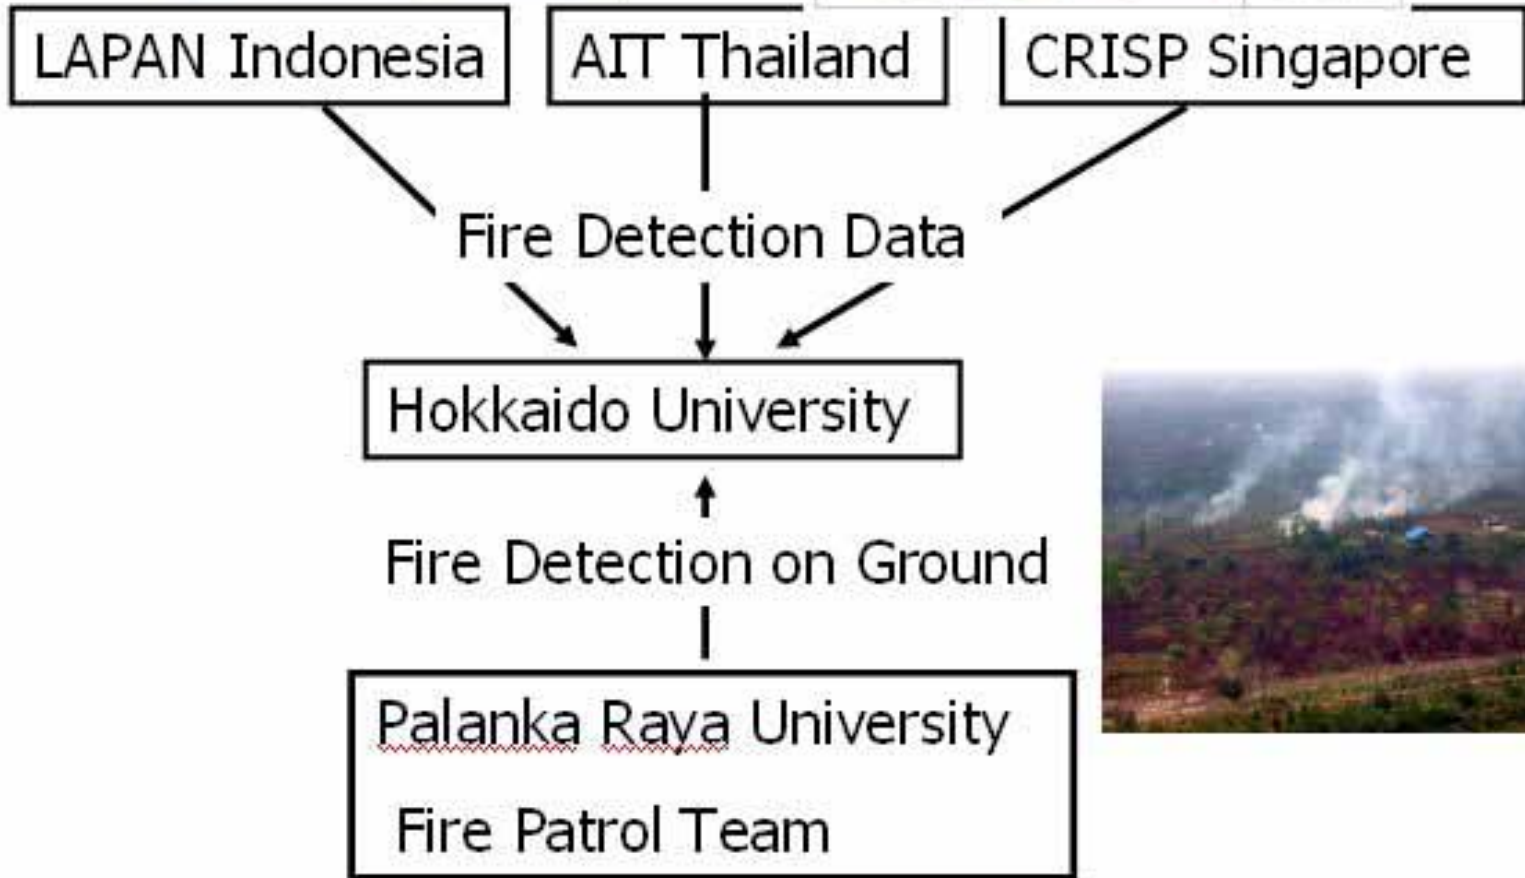 LAPAN Indonesia
AIT Thailand
CRISP Singapore
Fire Detection Data
Hokkaido University
Fire Detection on Ground
Palanka Raya University
Fire Patrol Team